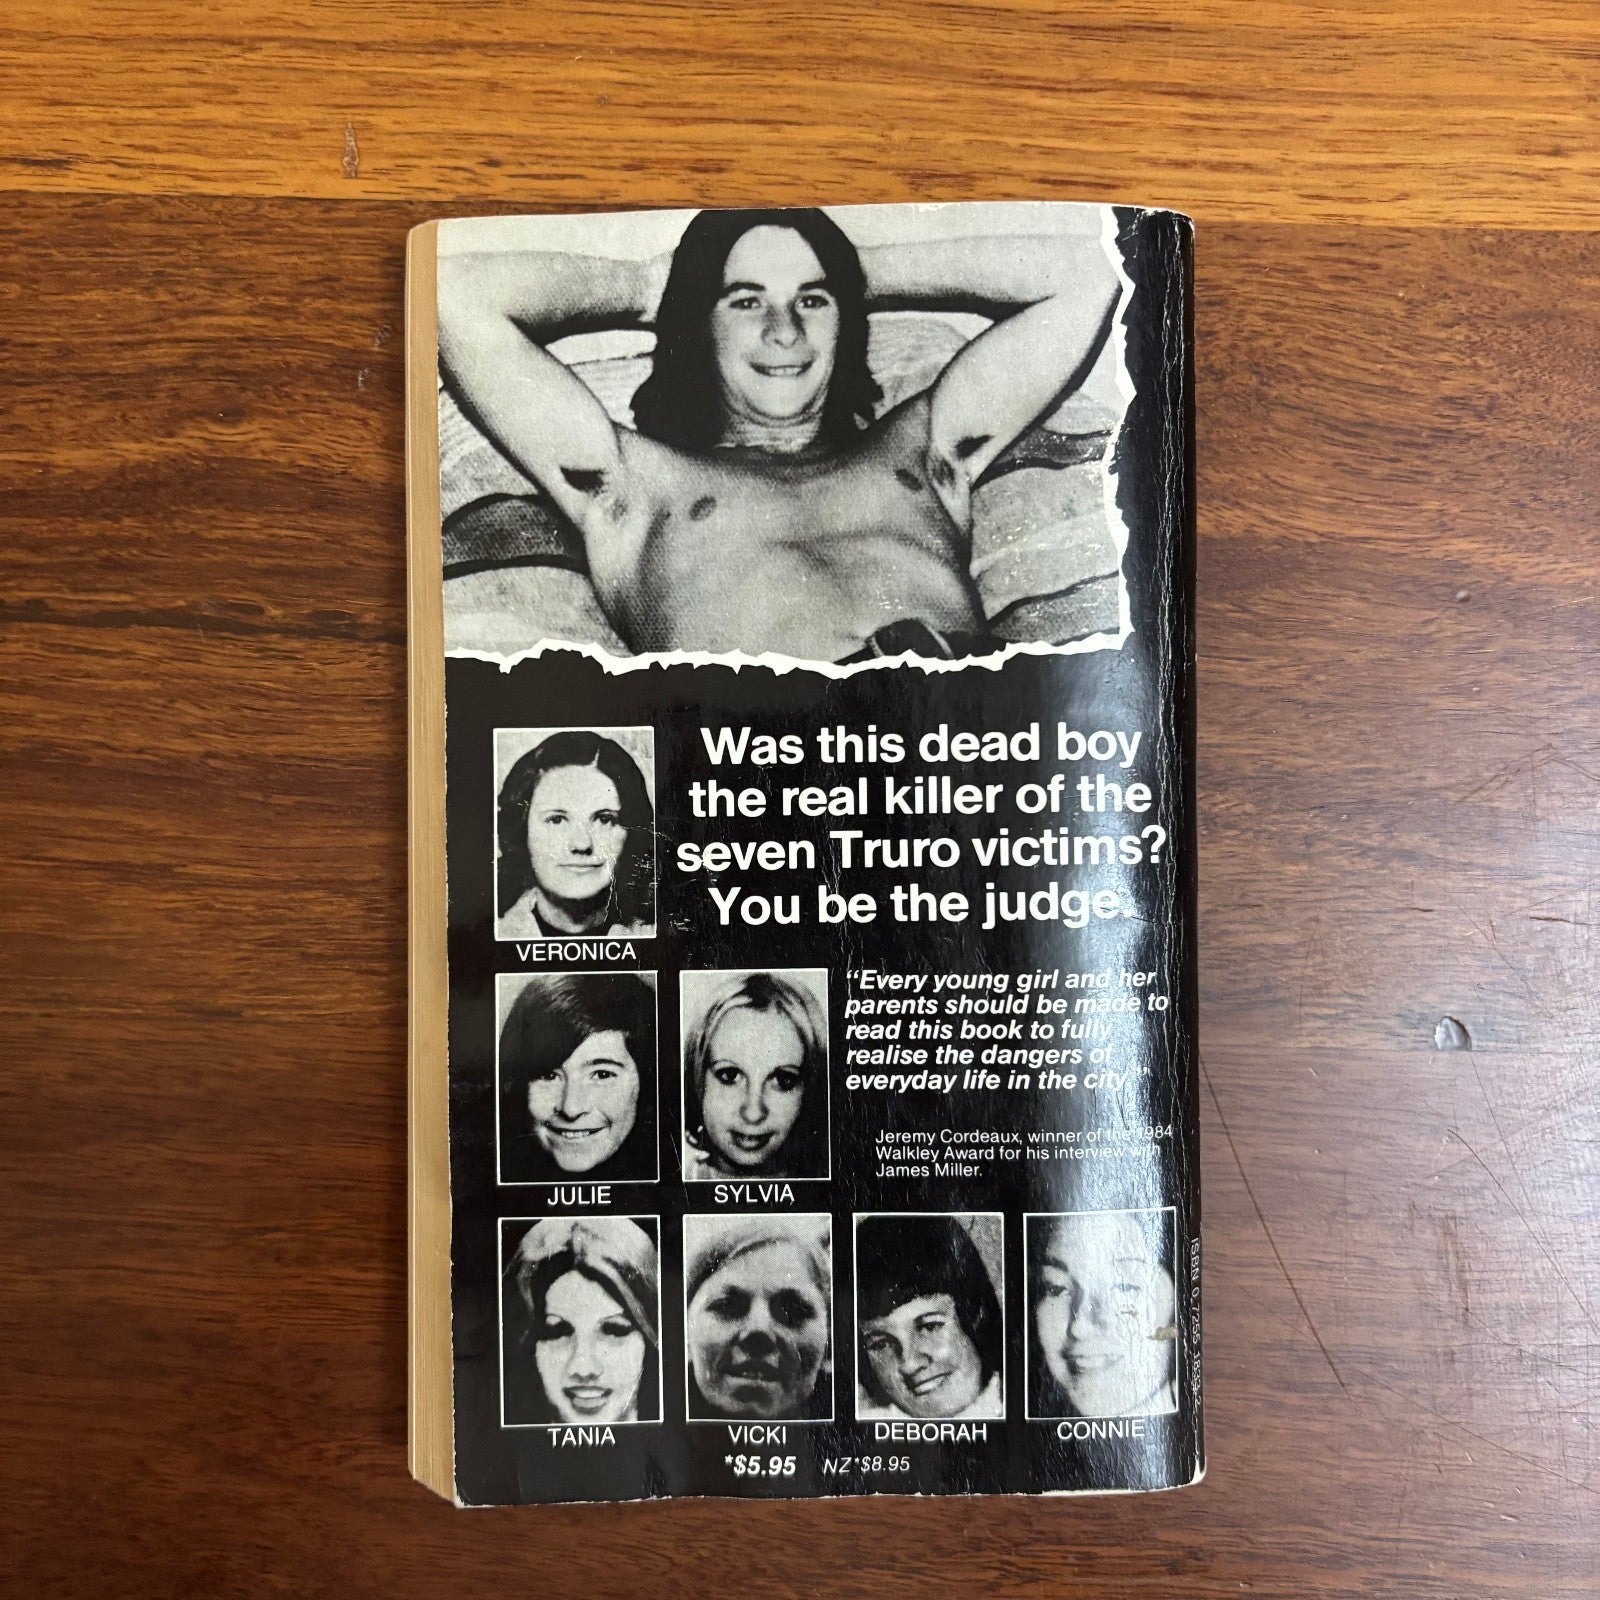 Was this dead boy
the real killer of the
seven Truro victims?
You be the judge.
VERONICA
"Every young girl and her
parents should be made to
read this book to fully
realise the dangers of
everyday life in the city."
Jeremy Cordeaux, winner of the 1984
Walkley Award for his interview with
James Miller.
JULIE
SYLVIA
TANIA
VICKI
DEBORAH
CONNIE
*$5.95 NZ*$8.95
ISBN 0 7255